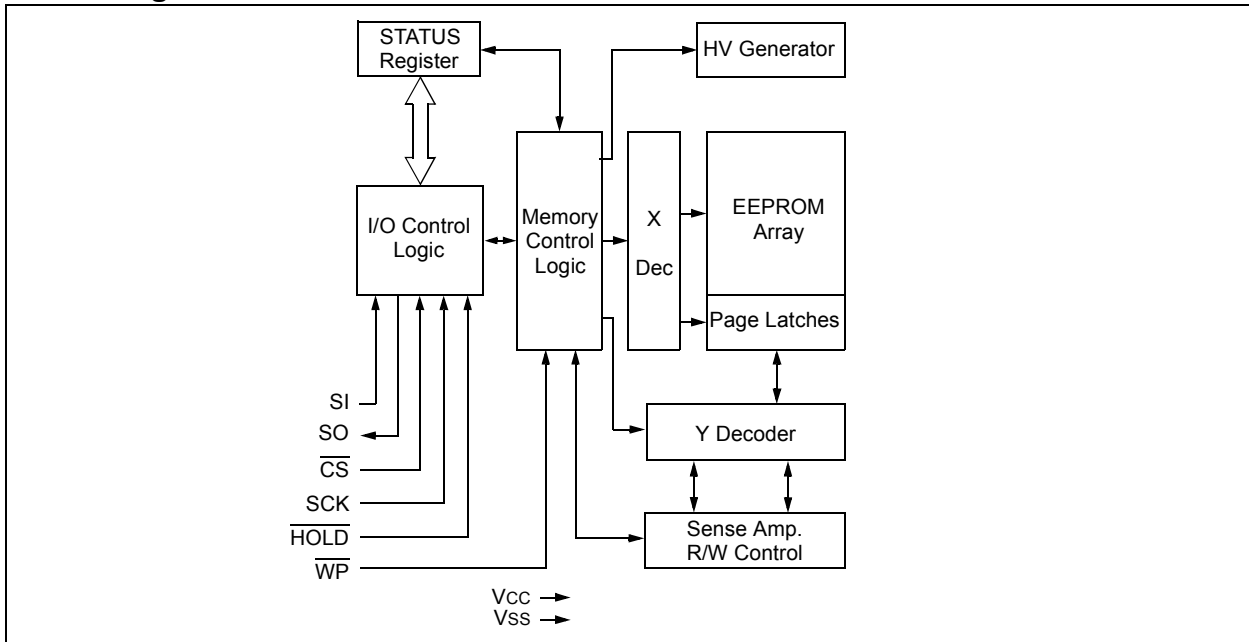 STATUS
Register
HV Generator
I/O Control
Logic
Memory
Control
Logic
X
Dec
EEPROM
Array
Page Latches
Y Decoder
Sense Amp.
R/W Control
SI
SO
CS
SCK
HOLD
WP
VCC
VSS